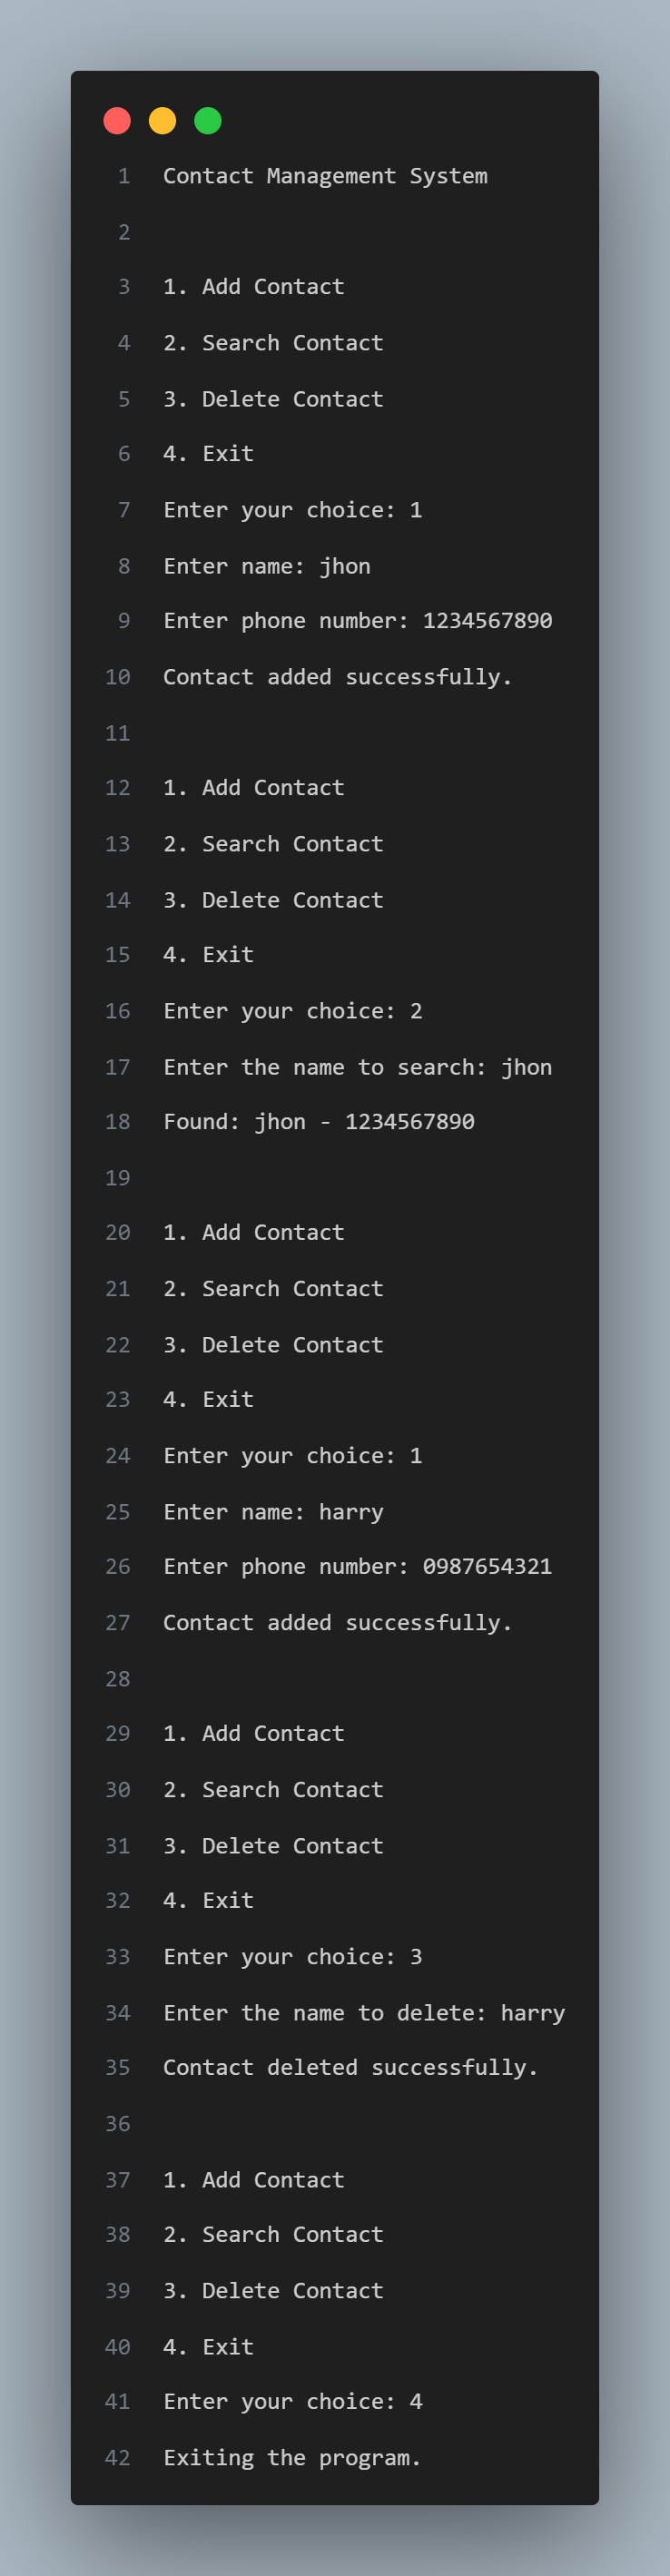 1 Contact Management System
2
3 1. Add Contact
4 2. Search Contact
5 3. Delete Contact
6 4. Exit
7 Enter your choice: 1
8 Enter name: jhon
9 Enter phone number: 1234567890
10 Contact added successfully.
11
12 1. Add Contact
13 2. Search Contact
14 3. Delete Contact
15 4. Exit
16 Enter your choice: 2
17 Enter the name to search: jhon
18 Found: jhon - 1234567890
19
20 1. Add Contact
21 2. Search Contact
22 3. Delete Contact
23 4. Exit
24 Enter your choice: 1
25 Enter name: harry
26 Enter phone number: 0987654321
27 Contact added successfully.
28
29 1. Add Contact
30 2. Search Contact
31 3. Delete Contact
32 4. Exit
33 Enter your choice: 3
34 Enter the name to delete: harry
35 Contact deleted successfully.
36
37 1. Add Contact
38 2. Search Contact
39 3. Delete Contact
40 4. Exit
41 Enter your choice: 4
42 Exiting the program.